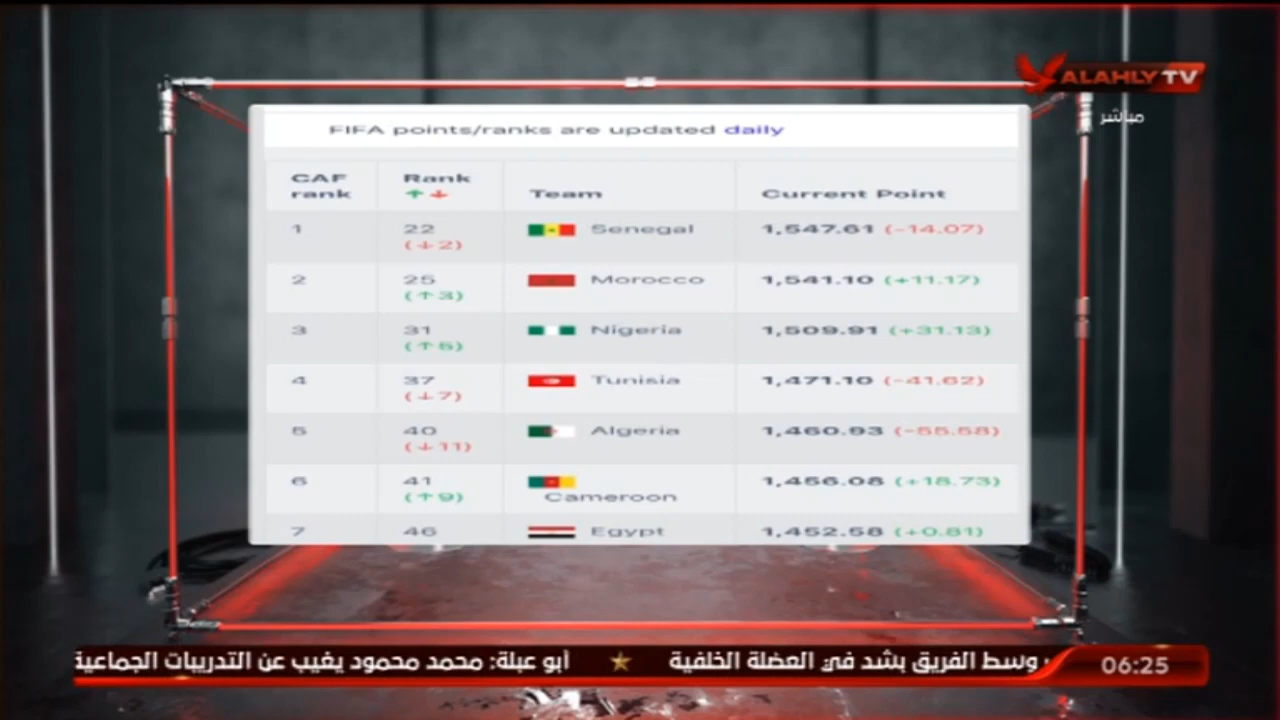 ALAHLY TV
مباشر
FIFA points/ranks are updated daily
CAF rank Rank ↑↓ Team Current Point
1 22 (↓2) Senegal 1,547.61 (-14.07)
2 25 (↑3) Morocco 1,541.10 (+11.17)
3 31 (↑5) Nigeria 1,509.91 (+31.13)
4 37 (↓7) Tunisia 1,471.10 (-41.62)
5 40 (↓11) Algeria 1,460.93 (-55.58)
6 41 (↑9) Cameroon 1,456.08 (+18.73)
7 46 Egypt 1,452.58 (+0.81)
وسط الفريق بشد في العضلة الخلفية ★ أبو عبلة: محمد محمود يغيب عن التدريبات الجماعية
06:25